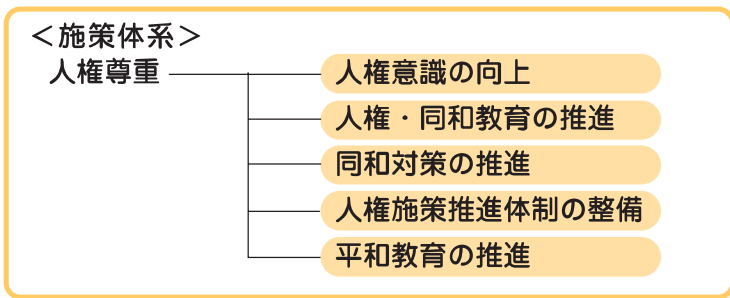 ＜施策体系＞
人権尊重
人権意識の向上
人権・同和教育の推進
同和対策の推進
人権施策推進体制の整備
平和教育の推進